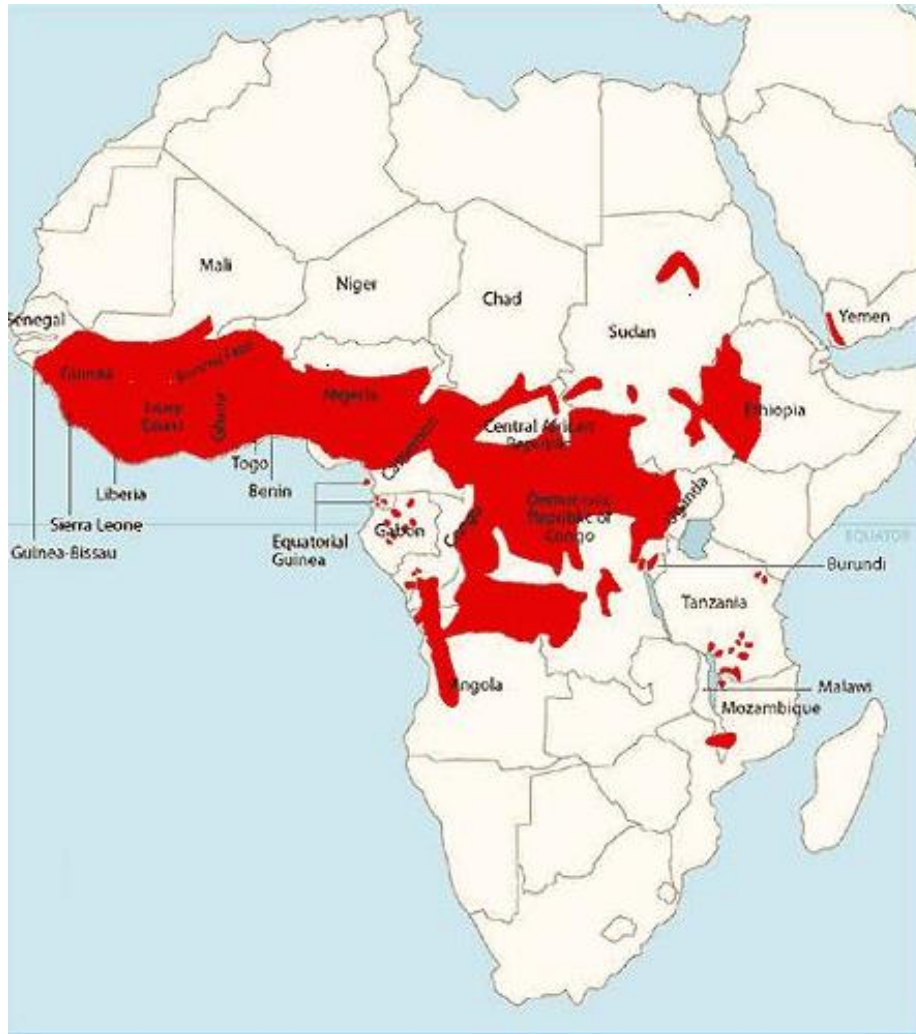 Mali
Niger
Chad
Senegal
Sudan
Yemen
Guinea
Burkina Faso
Nigeria
Ethiopia
Ivory
Coast
Ghana
Central African
Republic
Cameroon
Togo
Benin
Liberia
Democratic
Republic of
Congo
Uganda
Sierra Leone
Gabon
Congo
Equatorial
Guinea
EQUATOR
Guinea-Bissau
Burundi
Tanzania
Angola
Malawi
Mozambique